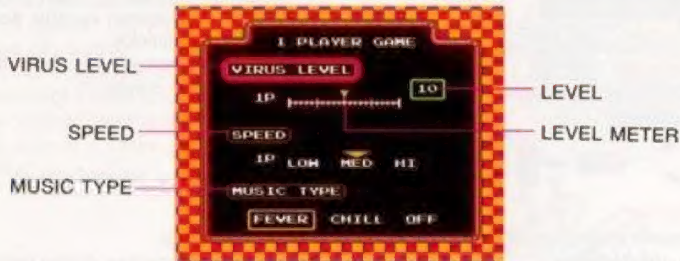 1 PLAYER GAME
VIRUS LEVEL
VIRUS LEVEL
10
LEVEL
1P
LEVEL METER
SPEED
SPEED
1P LOW MED HI
MUSIC TYPE
MUSIC TYPE
FEVER CHILL OFF